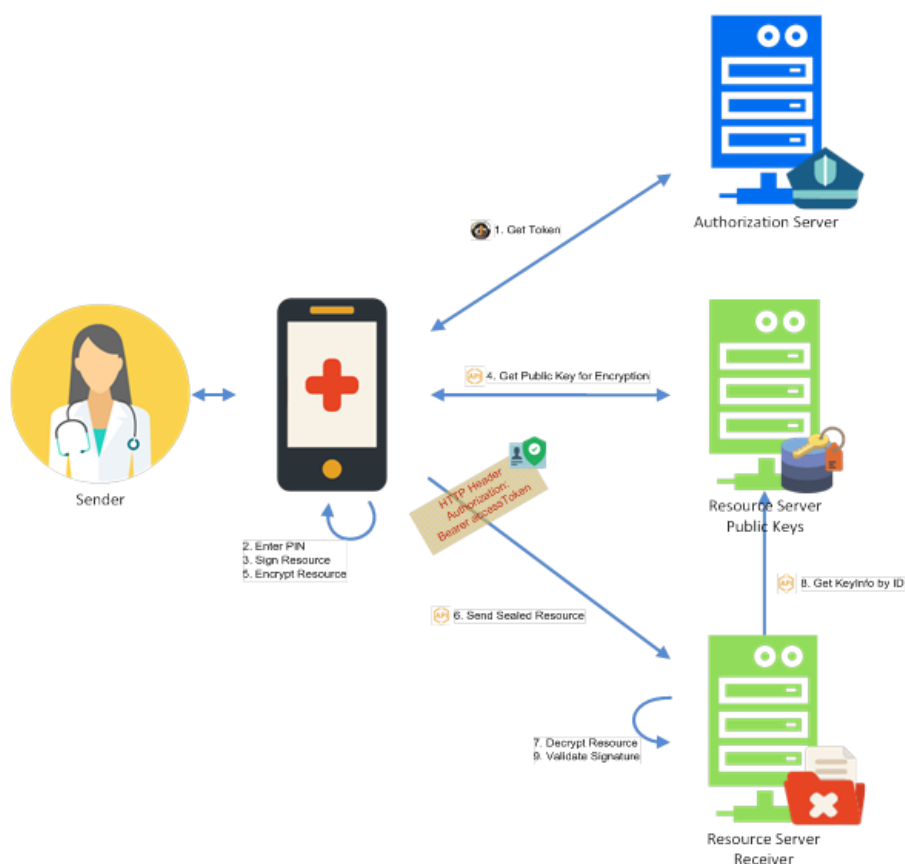 Authorization Server
1. Get Token
4. Get Public Key for Encryption
Sender
HTTP Header
Authorization:
Bearer accessToken
Resource Server
Public Keys
2. Enter PIN
3. Sign Resource
5. Encrypt Resource
8. Get KeyInfo by ID
6. Send Sealed Resource
7. Decrypt Resource
9. Validate Signature
Resource Server
Receiver